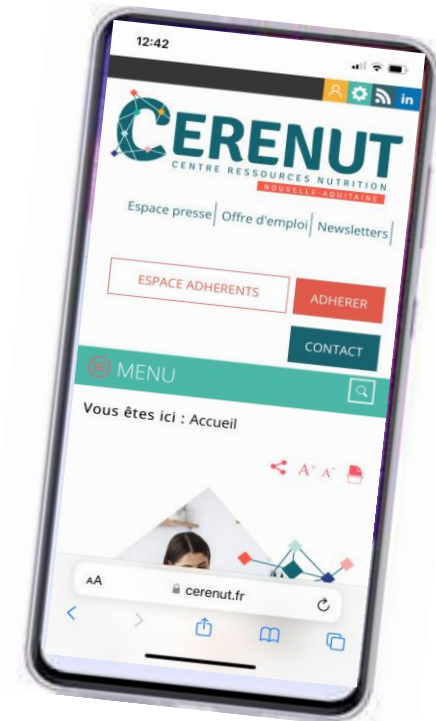 12:42
in
CERENUT
CENTRE RESSOURCES NUTRITION
NOUVELLE-AQUITAINE
Espace presse Offre d'emploi Newsletters
ESPACE ADHERENTS ADHERER
CONTACT
MENU
Vous êtes ici : Accueil
A+ A-
AA cerenut.fr